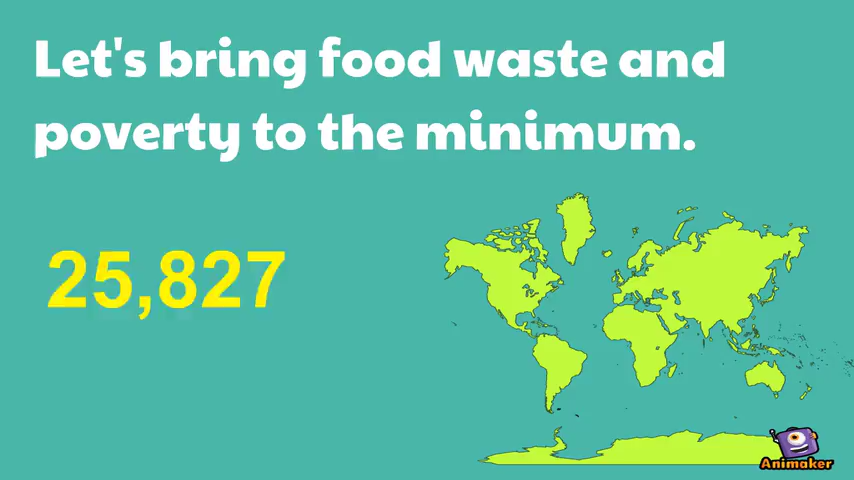 Let's bring food waste and
poverty to the minimum.
25,827
Animaker